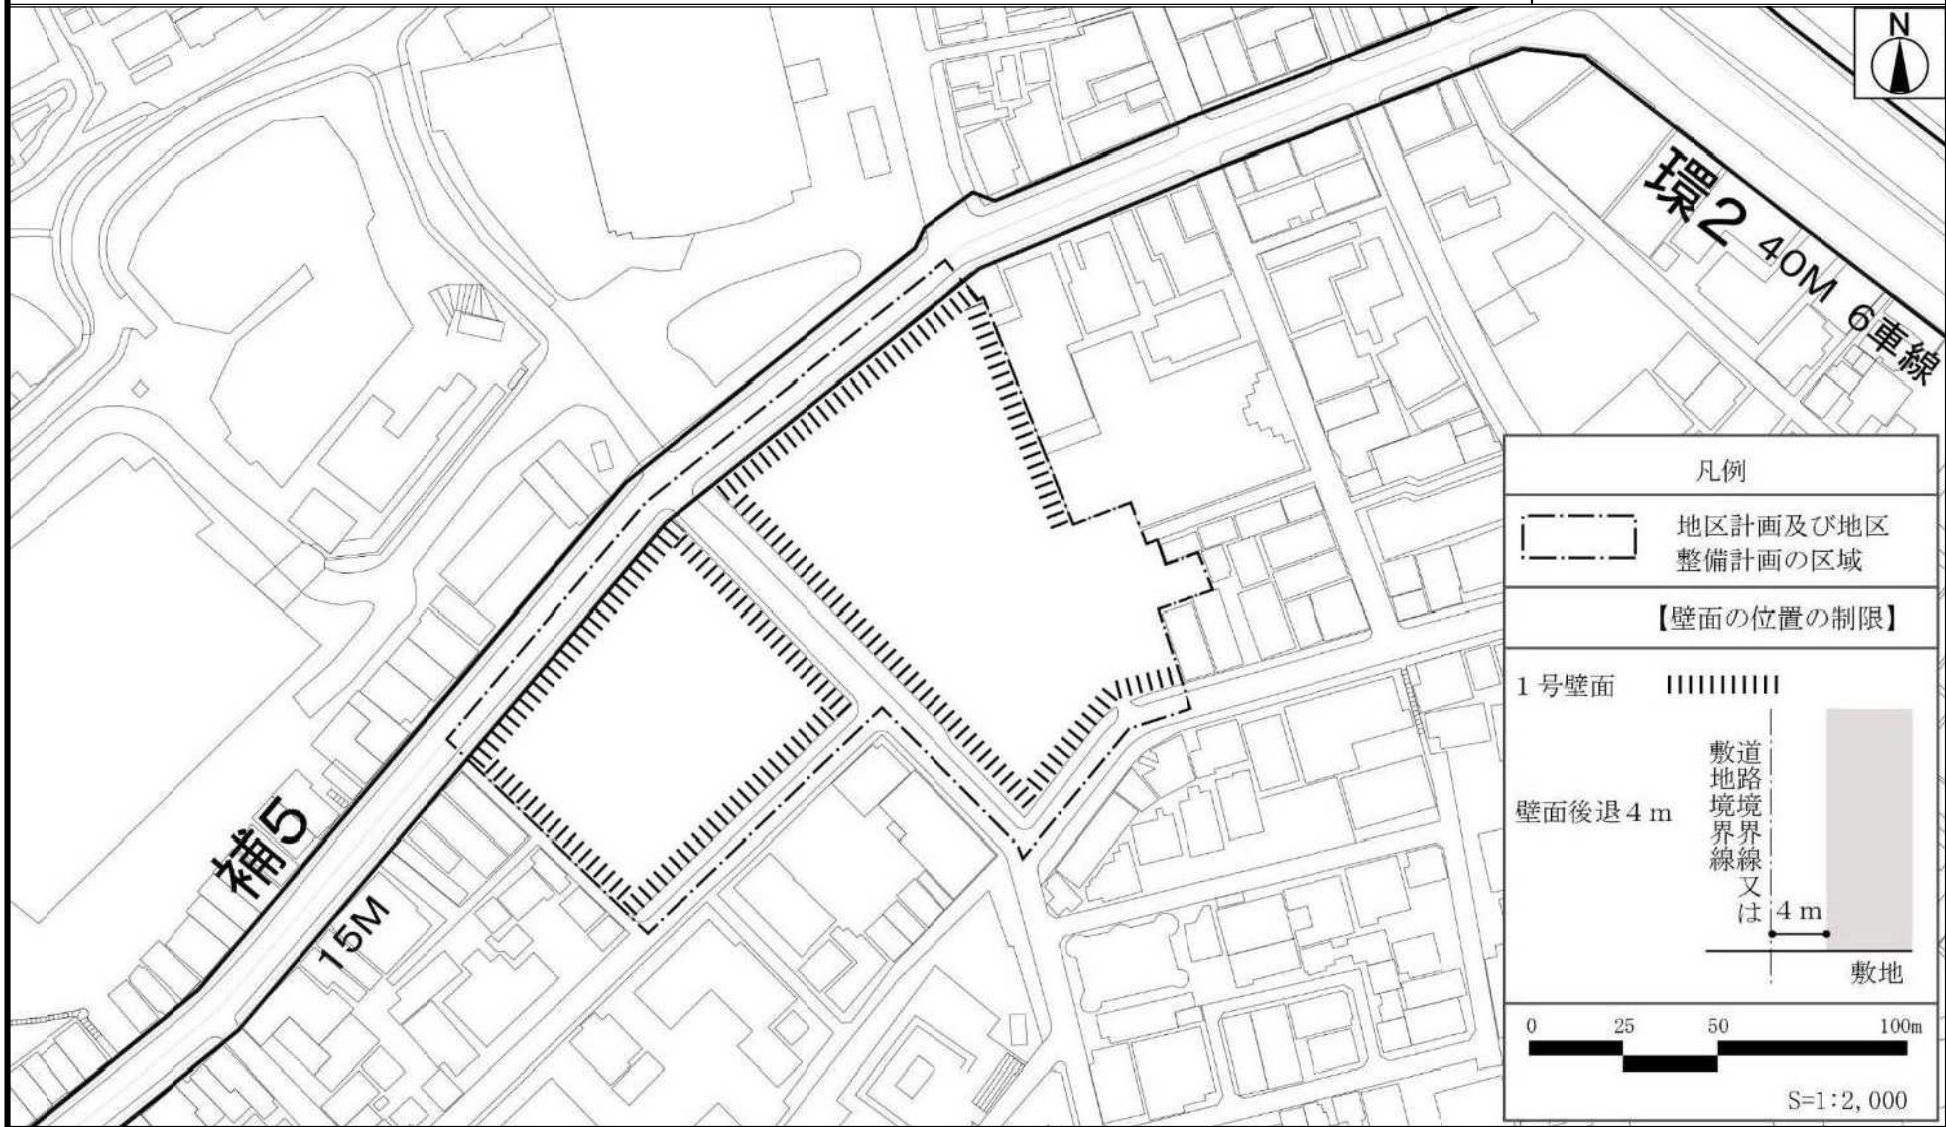 N
環2 40M 6車線
補5
15M
凡例
地区計画及び地区
整備計画の区域
【壁面の位置の制限】
1号壁面
壁面後退4m
道路境界線又は
敷地境界線
4m
敷地
0 25 50 100m
S=1:2,000